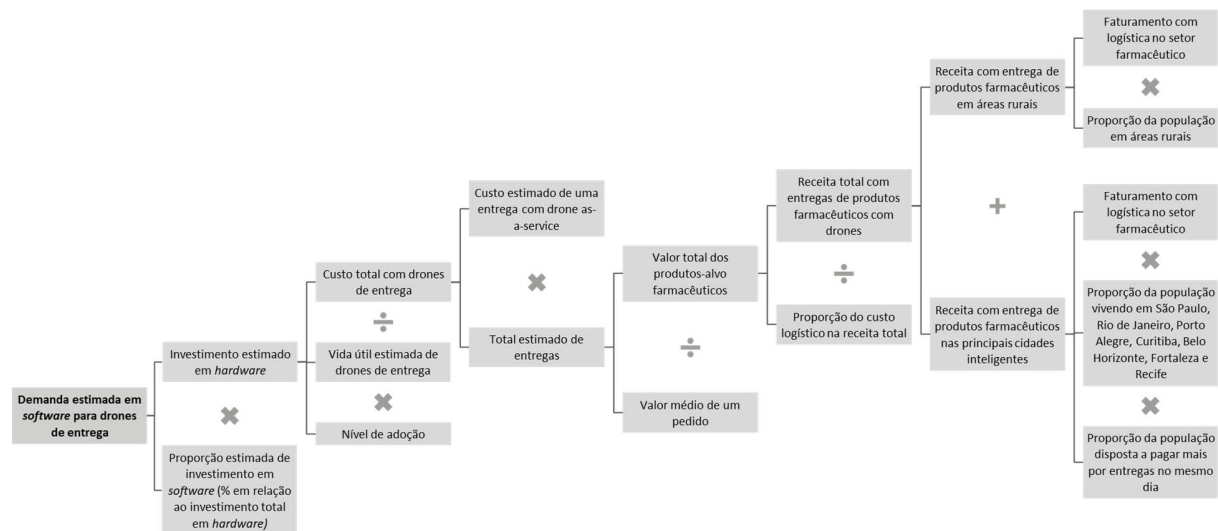 Faturamento com
logística no setor
farmacêutico
✖
Proporção da população
em áreas rurais
Receita com entrega de
produtos farmacêuticos
em áreas rurais
+
Receita com entrega de
produtos farmacêuticos
nas principais cidades
inteligentes
Faturamento com
logística no setor
farmacêutico
✖
Proporção da população
vivendo em São Paulo,
Rio de Janeiro, Porto
Alegre, Curitiba, Belo
Horizonte, Fortaleza e
Recife
✖
Proporção da população
disposta a pagar mais
por entregas no mesmo
dia
Receita total com
entregas de produtos
farmacêuticos com
drones
÷
Proporção do custo
logístico na receita total
Valor total dos
produtos-alvo
farmacêuticos
÷
Valor médio de um
pedido
Custo estimado de uma
entrega com drone as-
a-service
✖
Total estimado de
entregas
Custo total com drones
de entrega
÷
Vida útil estimada de
drones de entrega
✖
Nível de adoção
Investimento estimado
em hardware
✖
Proporção estimada de
investimento em
software (% em relação
ao investimento total
em hardware)
Demanda estimada em
software para drones
de entrega